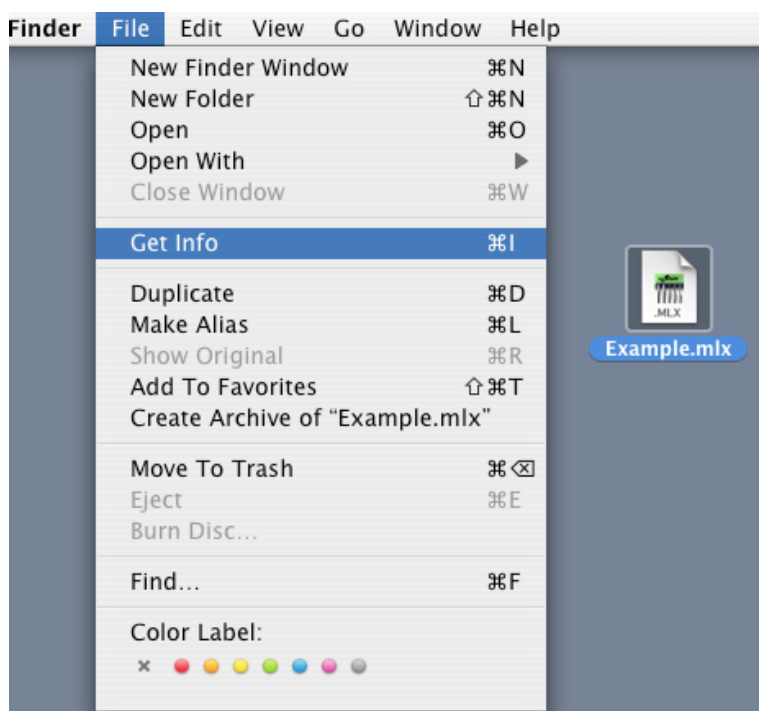 Finder File Edit View Go Window Help
New Finder Window ⌘N
New Folder ⇧⌘N
Open ⌘O
Open With ▶
Close Window ⌘W
Get Info ⌘I
Duplicate ⌘D
Make Alias ⌘L
Show Original ⌘R
Add To Favorites ⇧⌘T
Create Archive of “Example.mlx”
Move To Trash ⌘⌫
Eject ⌘E
Burn Disc...
Find... ⌘F
Color Label:
×
.MLX
Example.mlx